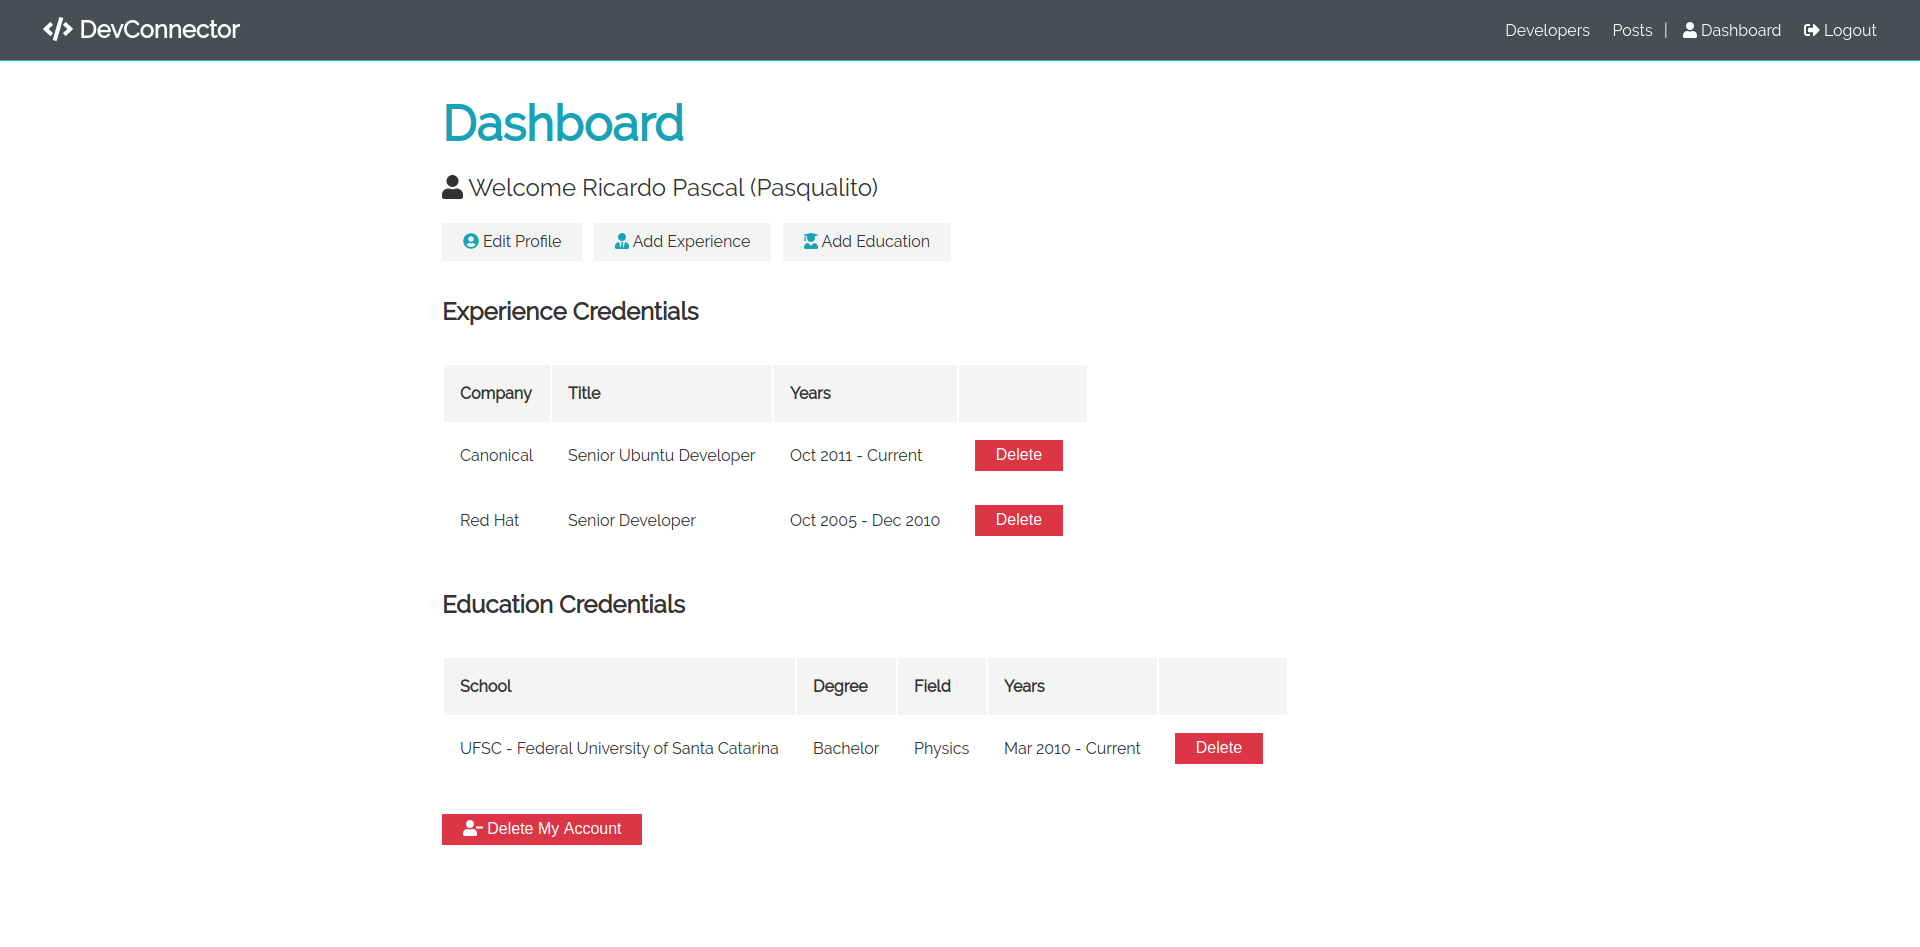 DevConnector
Developers Posts | Dashboard Logout
Dashboard
Welcome Ricardo Pascal (Pasqualito)
Edit Profile Add Experience Add Education
Experience Credentials
Company Title Years
Canonical Senior Ubuntu Developer Oct 2011 - Current Delete
Red Hat Senior Developer Oct 2005 - Dec 2010 Delete
Education Credentials
School Degree Field Years
UFSC - Federal University of Santa Catarina Bachelor Physics Mar 2010 - Current Delete
Delete My Account